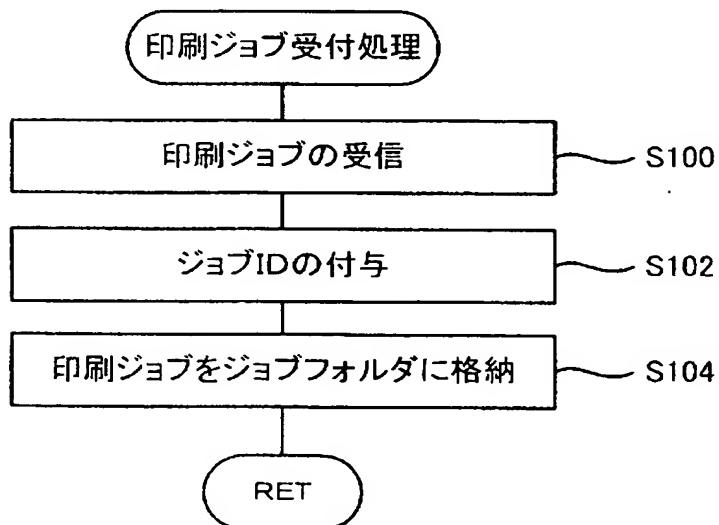 印刷ジョブ受付処理
印刷ジョブの受信
S100
ジョブIDの付与
S102
印刷ジョブをジョブフォルダに格納
S104
RET